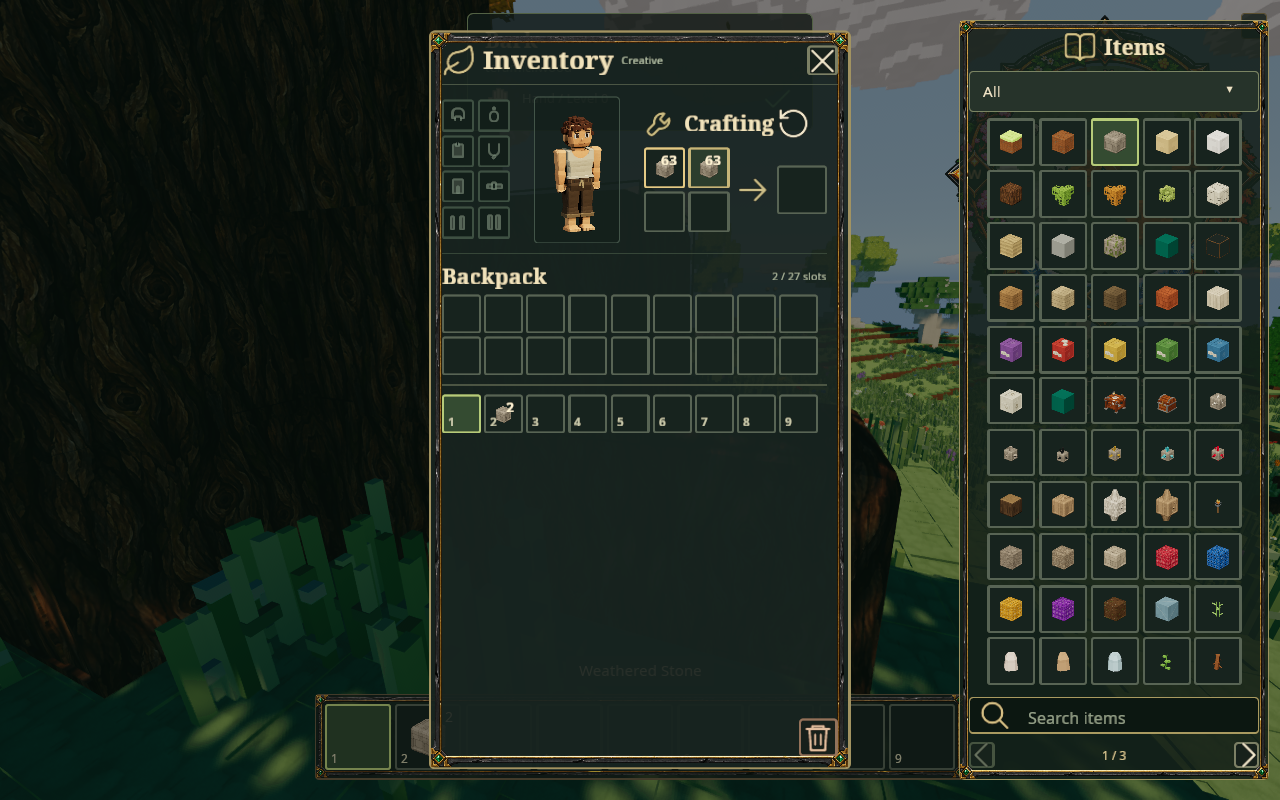 Inventory Creative
Crafting
63 63
Backpack
2 / 27 slots
1 2 2 3 4 5 6 7 8 9
Weathered Stone
1 2 2 9
Items
All
Search items
1 / 3